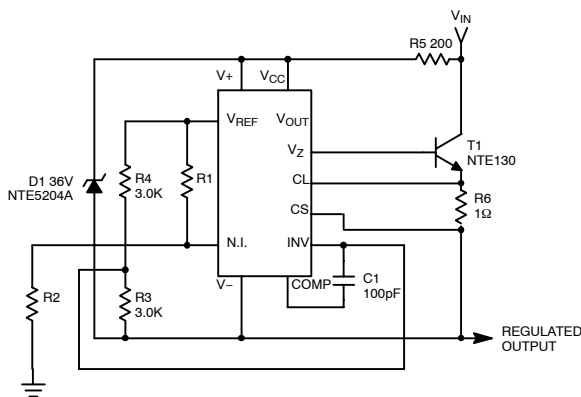 VIN
R5 200
V+
VCC
VREF
VOUT
T1
NTE130
VZ
D1 36V
NTE5204A
R4
3.0K
R1
CL
R6
1Ω
CS
N.I.
INV
R2
R3
3.0K
V−
COMP
C1
100pF
REGULATED
OUTPUT